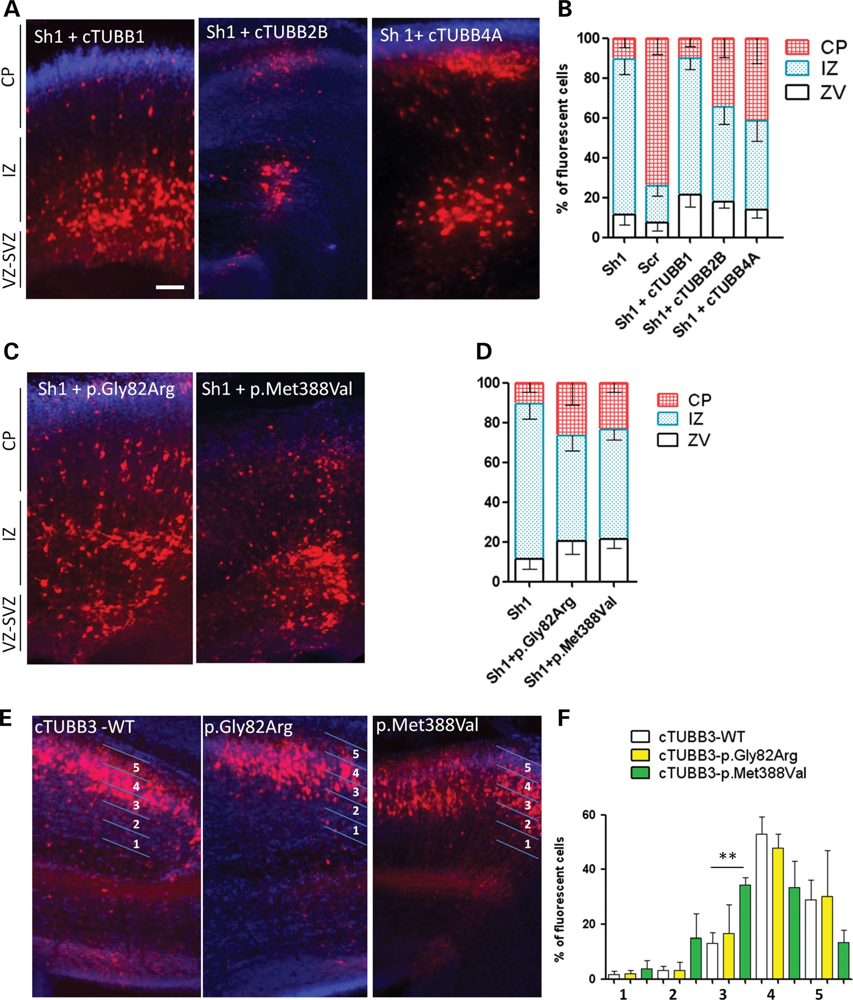 A
Sh1 + cTUBB1
Sh1 + cTUBB2B
Sh 1+ cTUBB4A
CP
IZ
VZ-SVZ
B
% of fluorescent cells
100
80
60
40
20
0
Sh1
Scr
Sh1 + cTUBB1
Sh1+ cTUBB2B
Sh1 + cTUBB4A
CP
IZ
ZV
C
Sh1 + p.Gly82Arg
Sh1 + p.Met388Val
CP
IZ
VZ-SVZ
D
100
80
60
40
20
0
Sh1
Sh1+p.Gly82Arg
Sh1+p.Met388Val
CP
IZ
ZV
E
cTUBB3 -WT
5
4
3
2
1
p.Gly82Arg
5
4
3
2
1
p.Met388Val
5
4
3
2
1
F
cTUBB3-WT
cTUBB3-p.Gly82Arg
cTUBB3-p.Met388Val
% of fluorescent cells
60
40
20
0
**
1 2 3 4 5